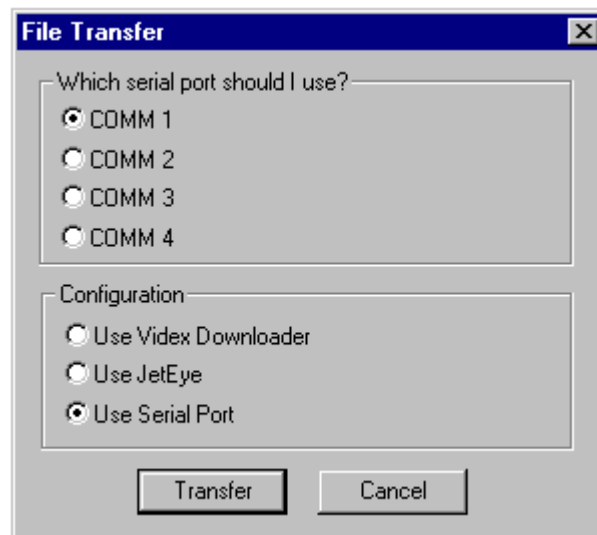 File Transfer
Which serial port should I use?
COMM 1
COMM 2
COMM 3
COMM 4
Configuration
Use Videx Downloader
Use JetEye
Use Serial Port
Transfer Cancel